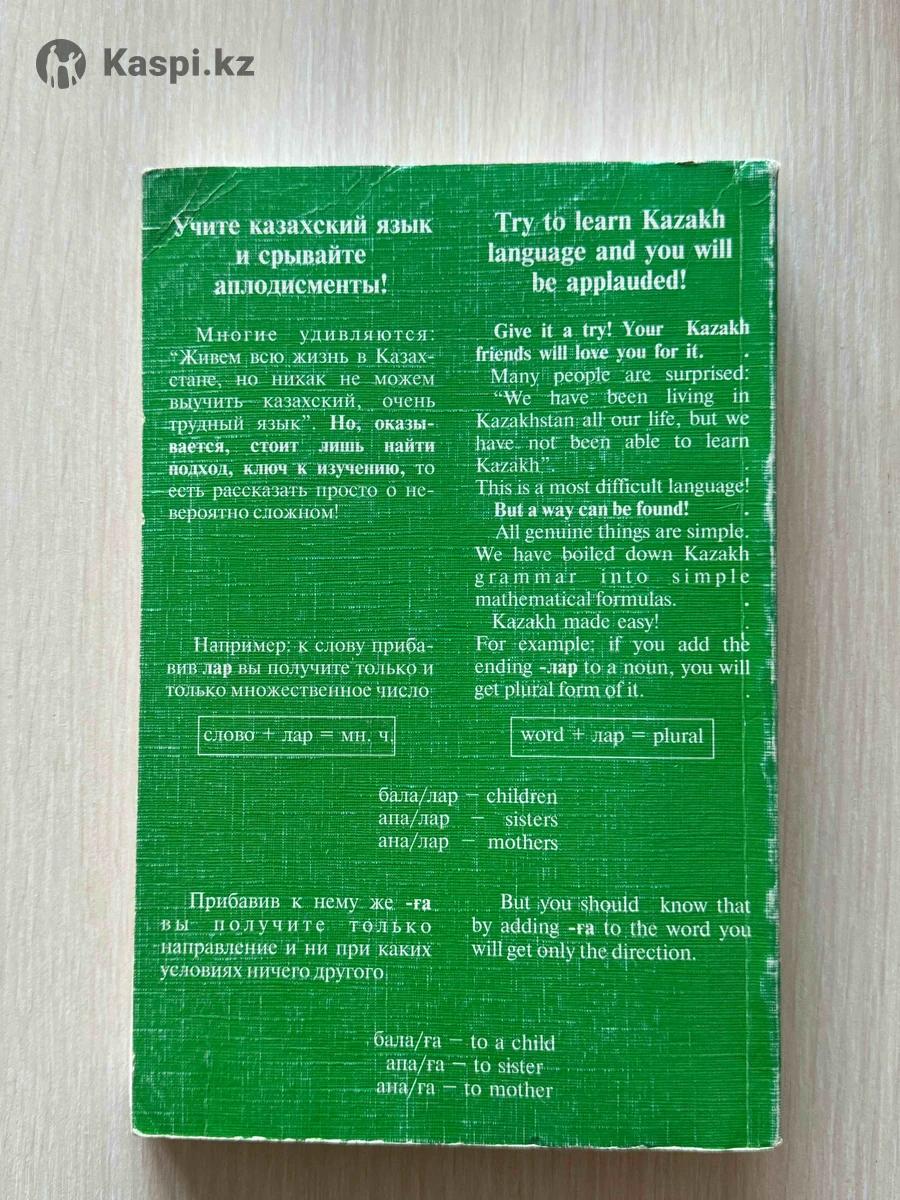 Kaspi.kz
Учите казахский язык
и срывайте
аплодисменты!
Многие удивляются:
“Живем всю жизнь в Казах-
стане, но никак не можем
выучить казахский, очень
трудный язык”. Но, оказы-
вается, стоит лишь найти
подход, ключ к изучению, то
есть рассказать просто о не-
вероятно сложном!
Например: к слову приба-
вив лар вы получите только и
только множественное число
слово + лар = мн. ч.
Try to learn Kazakh
language and you will
be applauded!
Give it a try! Your Kazakh
friends will love you for it.
Many people are surprised:
“We have been living in
Kazakhstan all our life, but we
have not been able to learn
Kazakh”.
This is a most difficult language!
But a way can be found!
All genuine things are simple.
We have boiled down Kazakh
grammar into simple
mathematical formulas.
Kazakh made easy!
For example: if you add the
ending -лар to a noun, you will
get plural form of it.
word + лар = plural
бала/лар – children
апа/лар – sisters
ана/лар – mothers
Прибавив к нему же -ға
вы получите только
направление и ни при каких
условиях ничего другого
But you should know that
by adding -ға to the word you
will get only the direction.
бала/ға – to a child
апа/ға – to sister
ана/ға – to mother